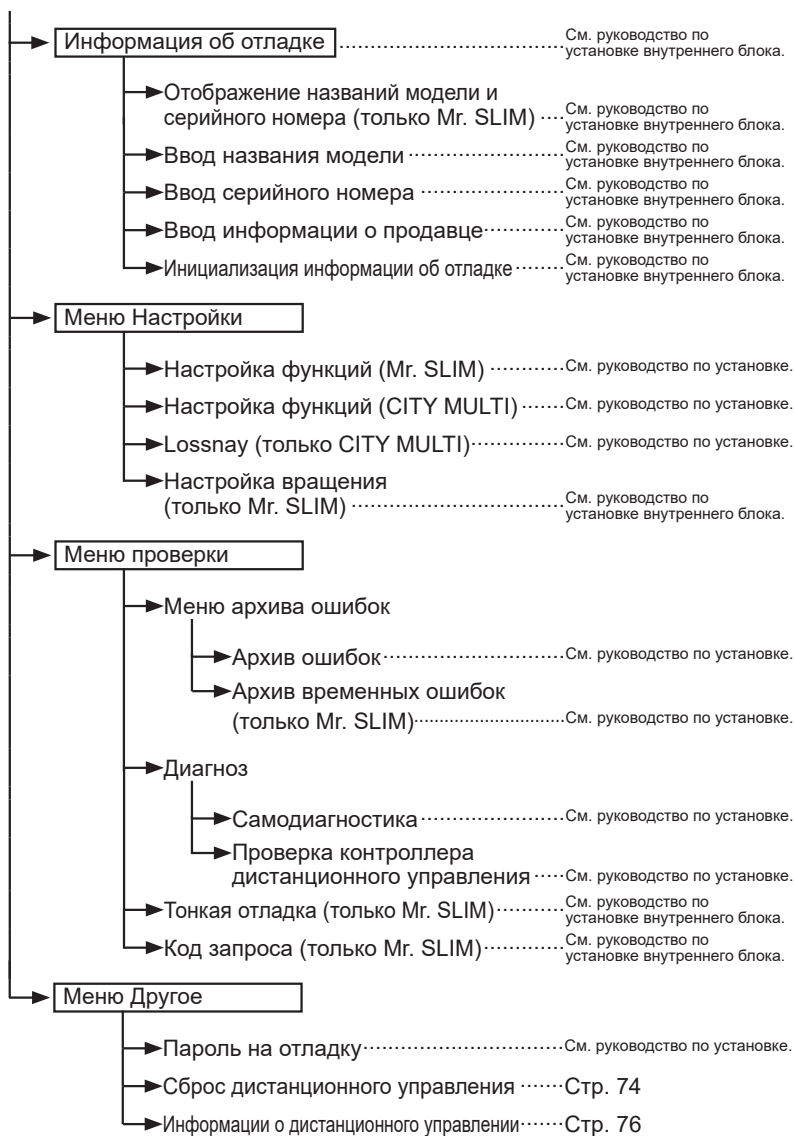 Информация об отладке
См. руководство по
установке внутреннего блока.
Отображение названий модели и
серийного номера (только Mr. SLIM)
См. руководство по
установке внутреннего блока.
Ввод названия модели
См. руководство по
установке внутреннего блока.
Ввод серийного номера
См. руководство по
установке внутреннего блока.
Ввод информации о продавце
См. руководство по
установке внутреннего блока.
Инициализация информации об отладке
См. руководство по
установке внутреннего блока.
Меню Настройки
Настройка функций (Mr. SLIM) См. руководство по установке.
Настройка функций (CITY MULTI) См. руководство по установке.
Lossnay (только CITY MULTI) См. руководство по установке.
Настройка вращения
(только Mr. SLIM)
См. руководство по
установке внутреннего блока.
Меню проверки
Меню архива ошибок
Архив ошибок См. руководство по установке.
Архив временных ошибок
(только Mr. SLIM) См. руководство по установке.
Диагноз
Самодиагностика См. руководство по установке.
Проверка контроллера
дистанционного управления См. руководство по установке.
Тонкая отладка (только Mr. SLIM)
См. руководство по
установке внутреннего блока.
Код запроса (только Mr. SLIM)
См. руководство по
установке внутреннего блока.
Меню Другое
Пароль на отладку См. руководство по установке.
Сброс дистанционного управления Стр. 74
Информации о дистанционного управлении Стр. 76